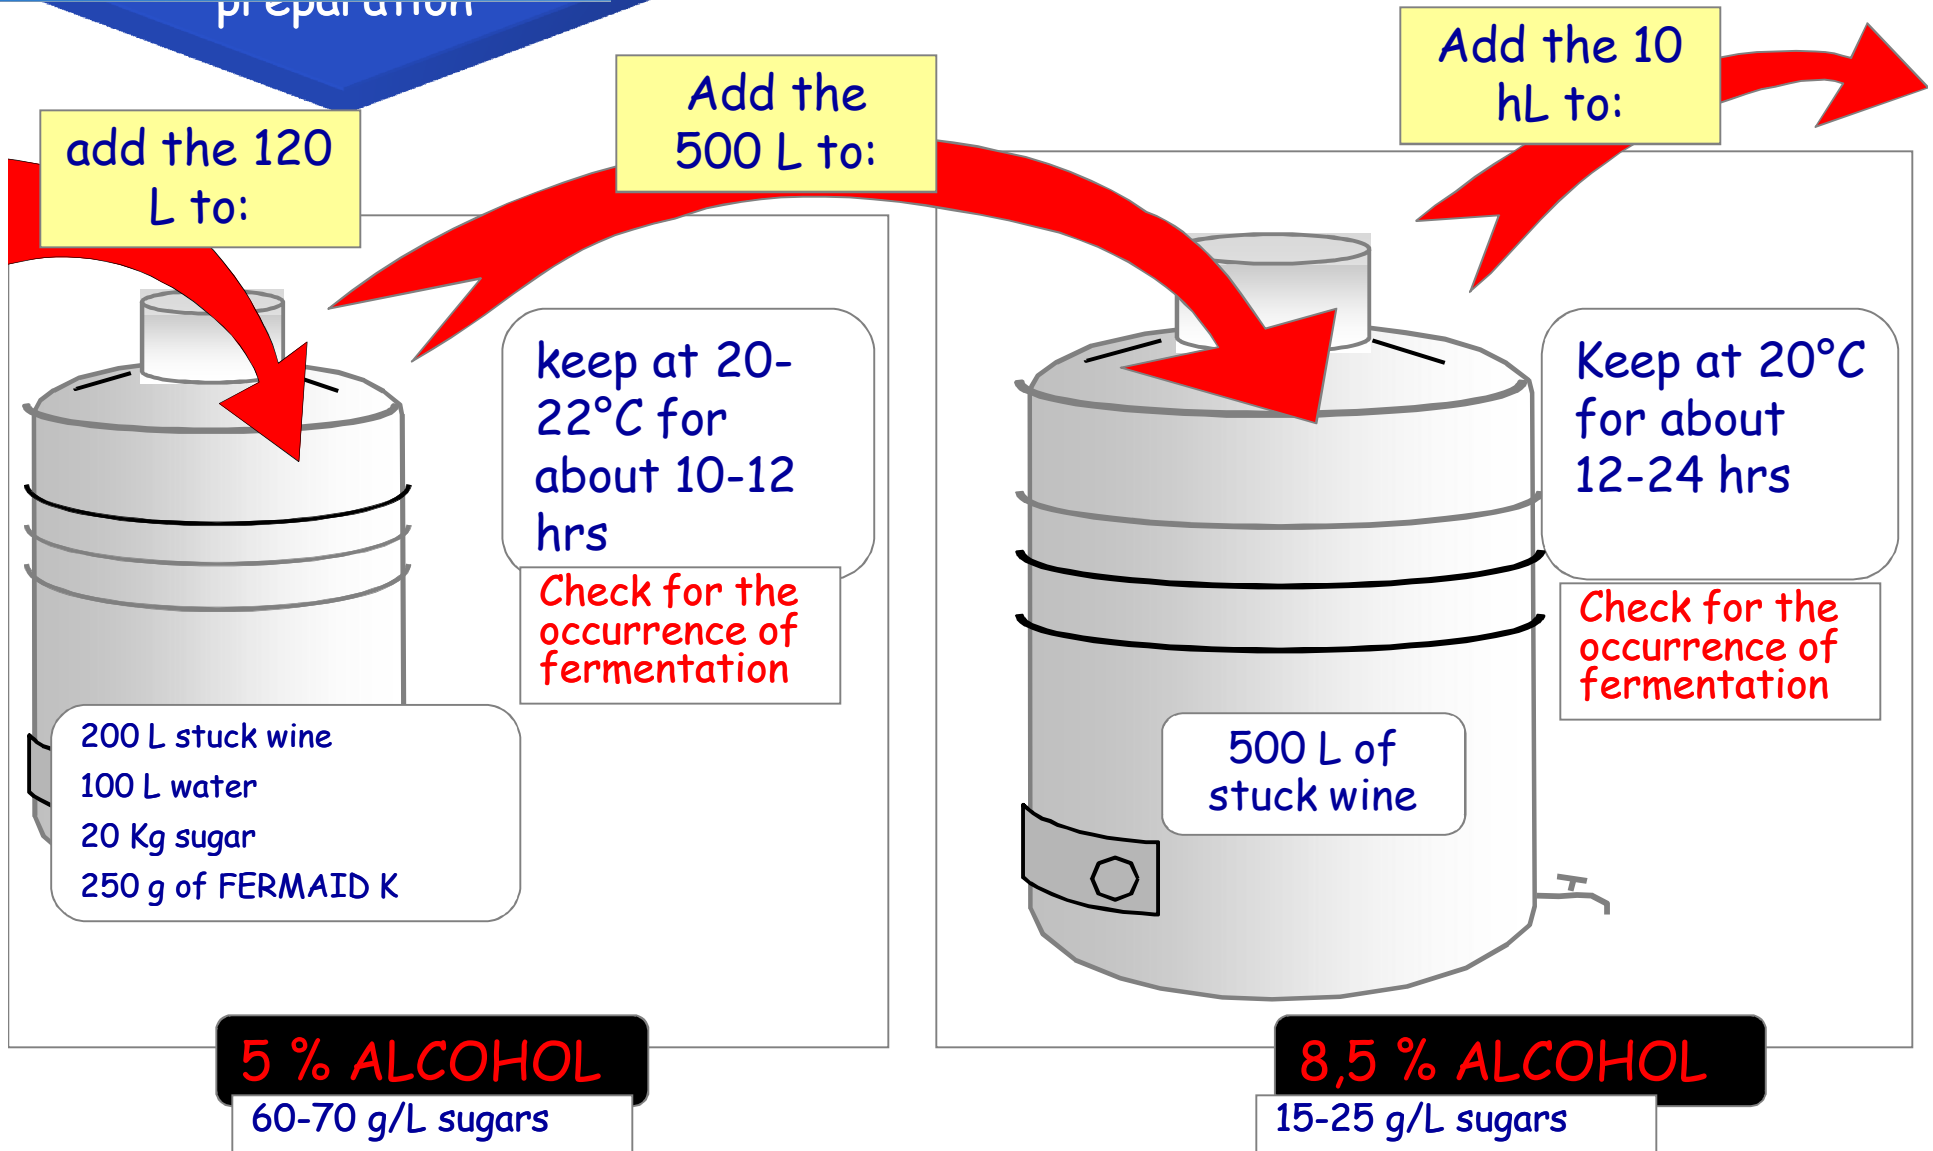 preparation
add the 120
L to:
Add the
500 L to:
Add the 10
hL to:
keep at 20-
22°C for
about 10-12
hrs
Check for the
occurrence of
fermentation
200 L stuck wine
100 L water
20 Kg sugar
250 g of FERMAID K
5 % ALCOHOL
60-70 g/L sugars
Keep at 20°C
for about
12-24 hrs
Check for the
occurrence of
fermentation
500 L of
stuck wine
8,5 % ALCOHOL
15-25 g/L sugars